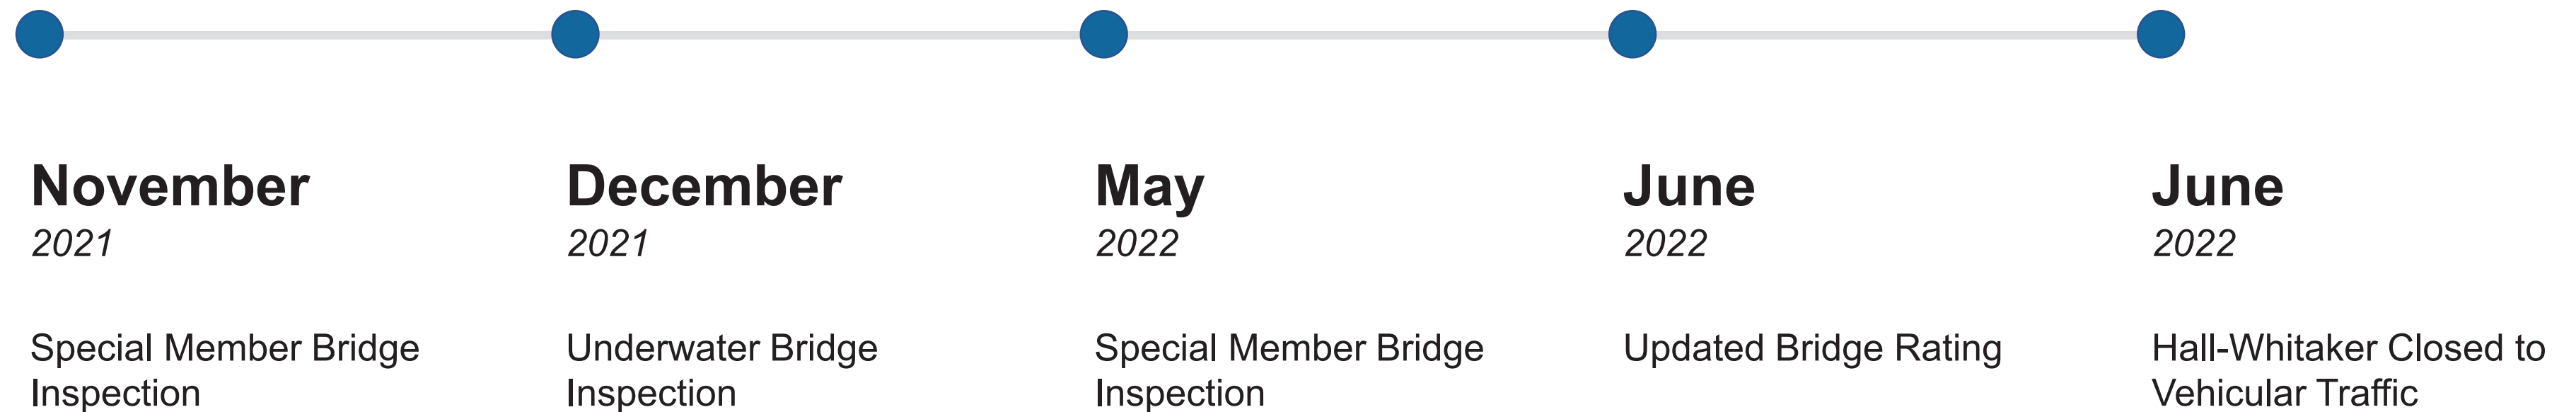 November
2021
Special Member Bridge
Inspection
December
2021
Underwater Bridge
Inspection
May
2022
Special Member Bridge
Inspection
June
2022
Updated Bridge Rating
June
2022
Hall-Whitaker Closed to
Vehicular Traffic